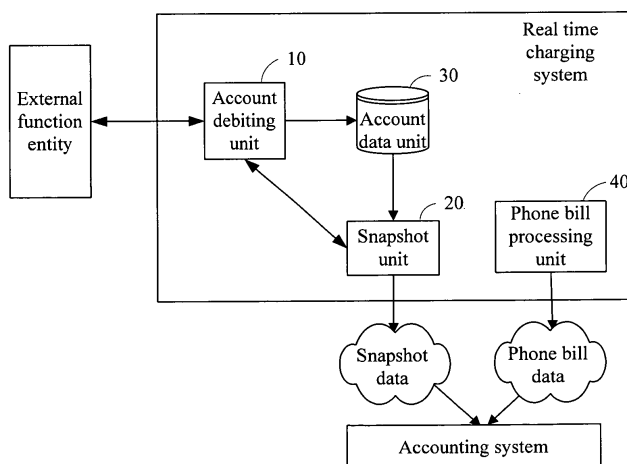 Real time
charging
system
10
30
External
function
entity
Account
debiting
unit
Account
data unit
20
40
Snapshot
unit
Phone bill
processing
unit
Snapshot
data
Phone bill
data
Accounting system